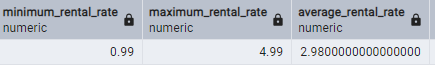 minimum_rental_rate maximum_rental_rate average_rental_rate
numeric numeric numeric
0.99 4.99 2.9800000000000000